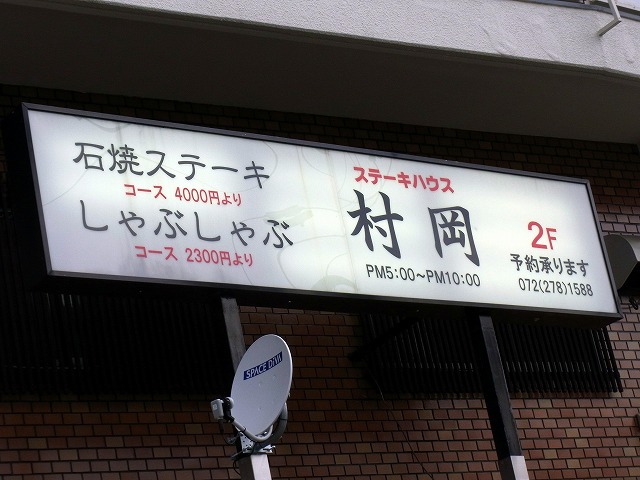 石焼ステーキ
コース 4000円より
しゃぶしゃぶ
コース 2300円より
ステーキハウス
村岡
PM5:00〜PM10:00
2F
予約承ります
072(278)1588
SPACE DiVA